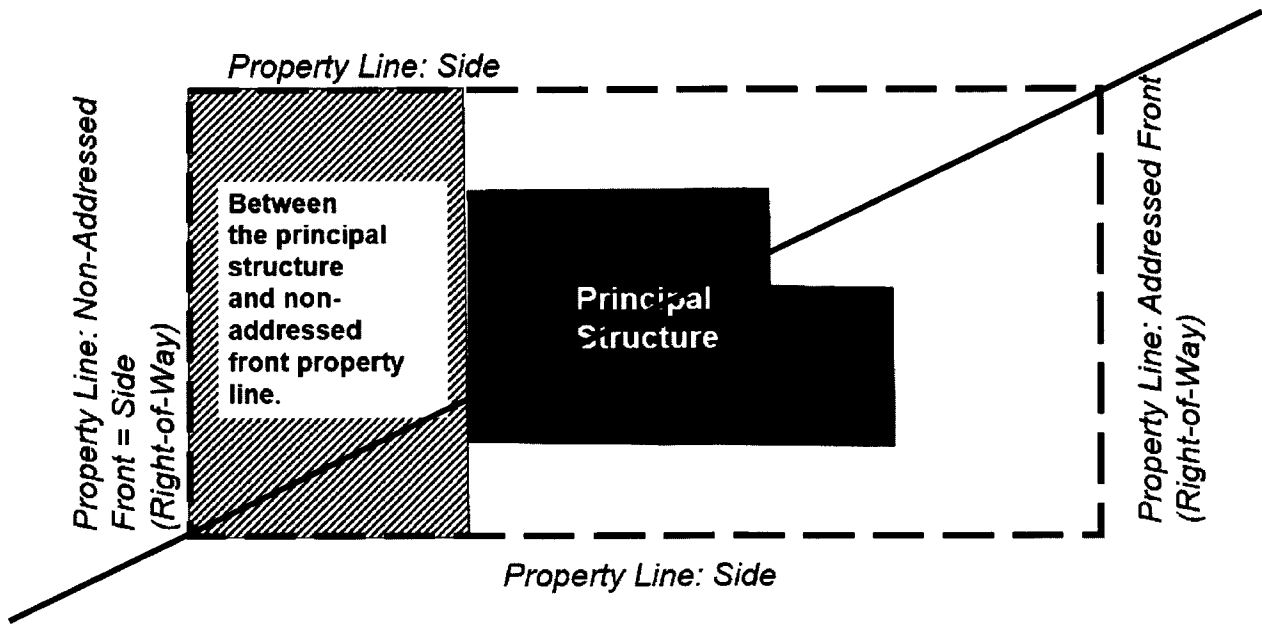 Property Line: Side
Property Line: Non-Addressed
Front = Side
(Right-of-Way)
Between
the principal
structure
and non-
addressed
front property
line.
Principal
Structure
Property Line: Addressed Front
(Right-of-Way)
Property Line: Side